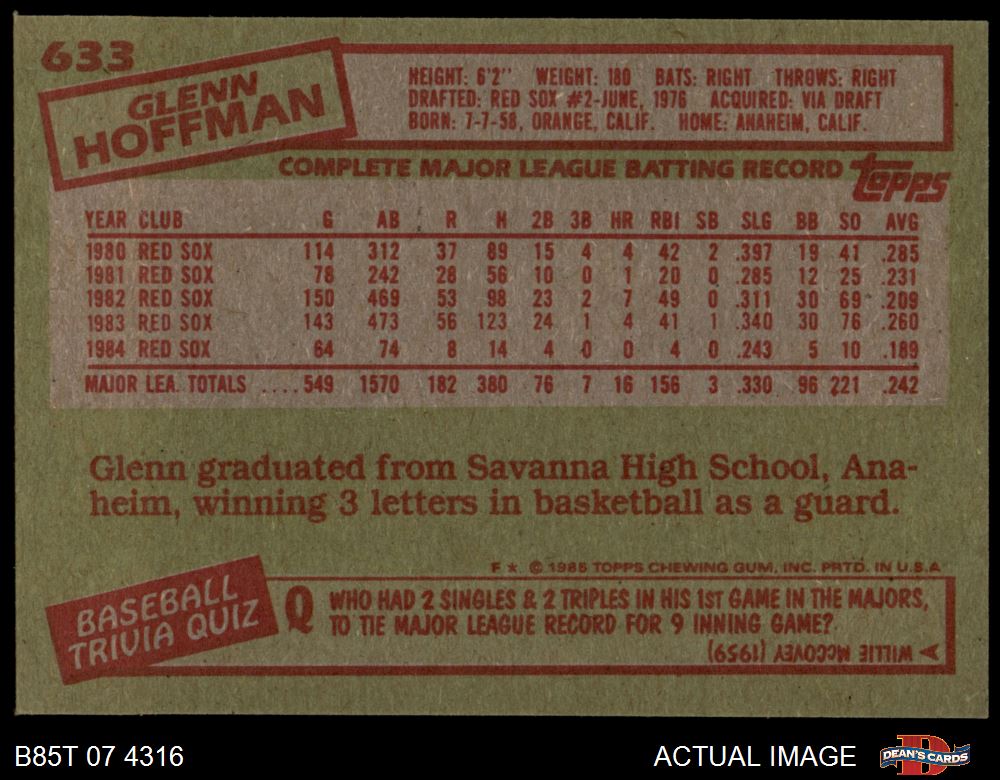 633
GLENN
HOFFMAN
HEIGHT: 6'2" WEIGHT: 180 BATS: RIGHT THROWS: RIGHT
DRAFTED: RED SOX #2-JUNE, 1976 ACQUIRED: VIA DRAFT
BORN: 7-7-58, ORANGE, CALIF. HOME: ANAHEIM, CALIF.
COMPLETE MAJOR LEAGUE BATTING RECORD topps
YEAR CLUB G AB R H 2B 3B HR RBI SB SLG BB SO AVG
1980 RED SOX 114 312 37 89 15 4 4 42 2 .397 19 41 .285
1981 RED SOX 78 242 28 56 10 0 1 20 0 .285 12 25 .231
1982 RED SOX 150 469 53 98 23 2 7 49 0 .311 30 69 .209
1983 RED SOX 143 473 56 123 24 1 4 41 1 .340 30 76 .260
1984 RED SOX 64 74 8 14 4 0 0 4 0 .243 5 10 .189
MAJOR LEA. TOTALS ....549 1570 182 380 76 7 16 156 3 .330 96 221 .242
Glenn graduated from Savanna High School, Ana-
heim, winning 3 letters in basketball as a guard.
F * © 1985 TOPPS CHEWING GUM, INC. PRTD. IN U.S.A
BASEBALL
TRIVIA QUIZ
Q WHO HAD 2 SINGLES & 2 TRIPLES IN HIS 1ST GAME IN THE MAJORS,
TO TIE MAJOR LEAGUE RECORD FOR 9 INNING GAME?
A WILLIE McCOVEY (1959)
B85T 07 4316
ACTUAL IMAGE
DEAN'S CARDS